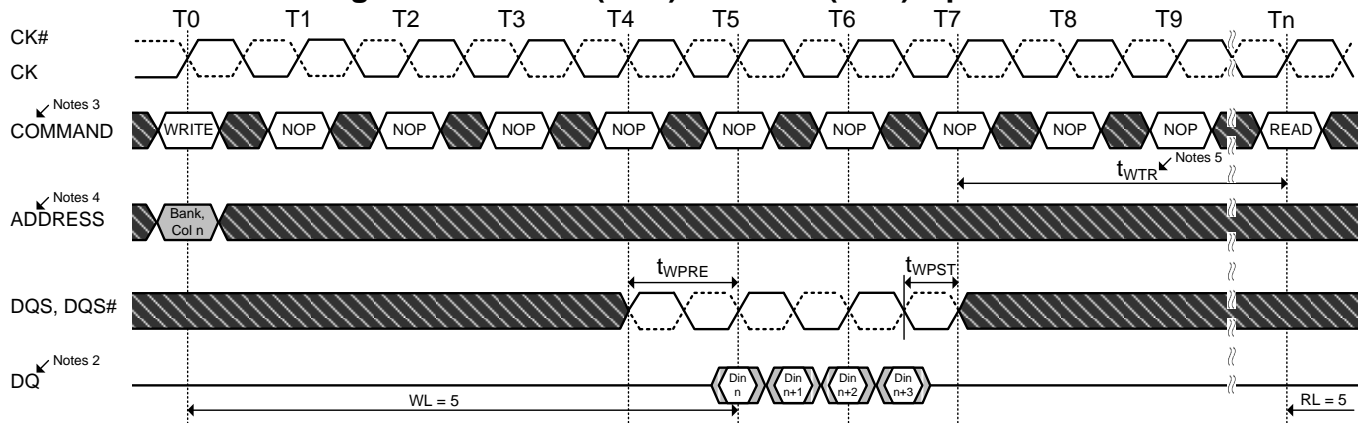 T0 T1 T2 T3 T4 T5 T6 T7 T8 T9 Tn
CK#
CK
Notes 3
COMMAND
WRITE NOP NOP NOP NOP NOP NOP NOP NOP NOP READ
tWTR Notes 5
Notes 4
ADDRESS
Bank,
Col n
tWPRE tWPST
DQS, DQS#
Notes 2
DQ
Din
n
Din
n+1
Din
n+2
Din
n+3
WL = 5
RL = 5